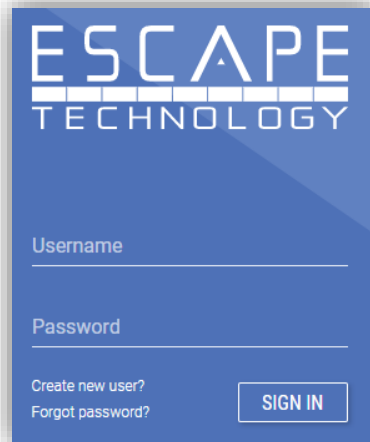 ESCAPE
TECHNOLOGY
Username
Password
Create new user?
Forgot password?
SIGN IN